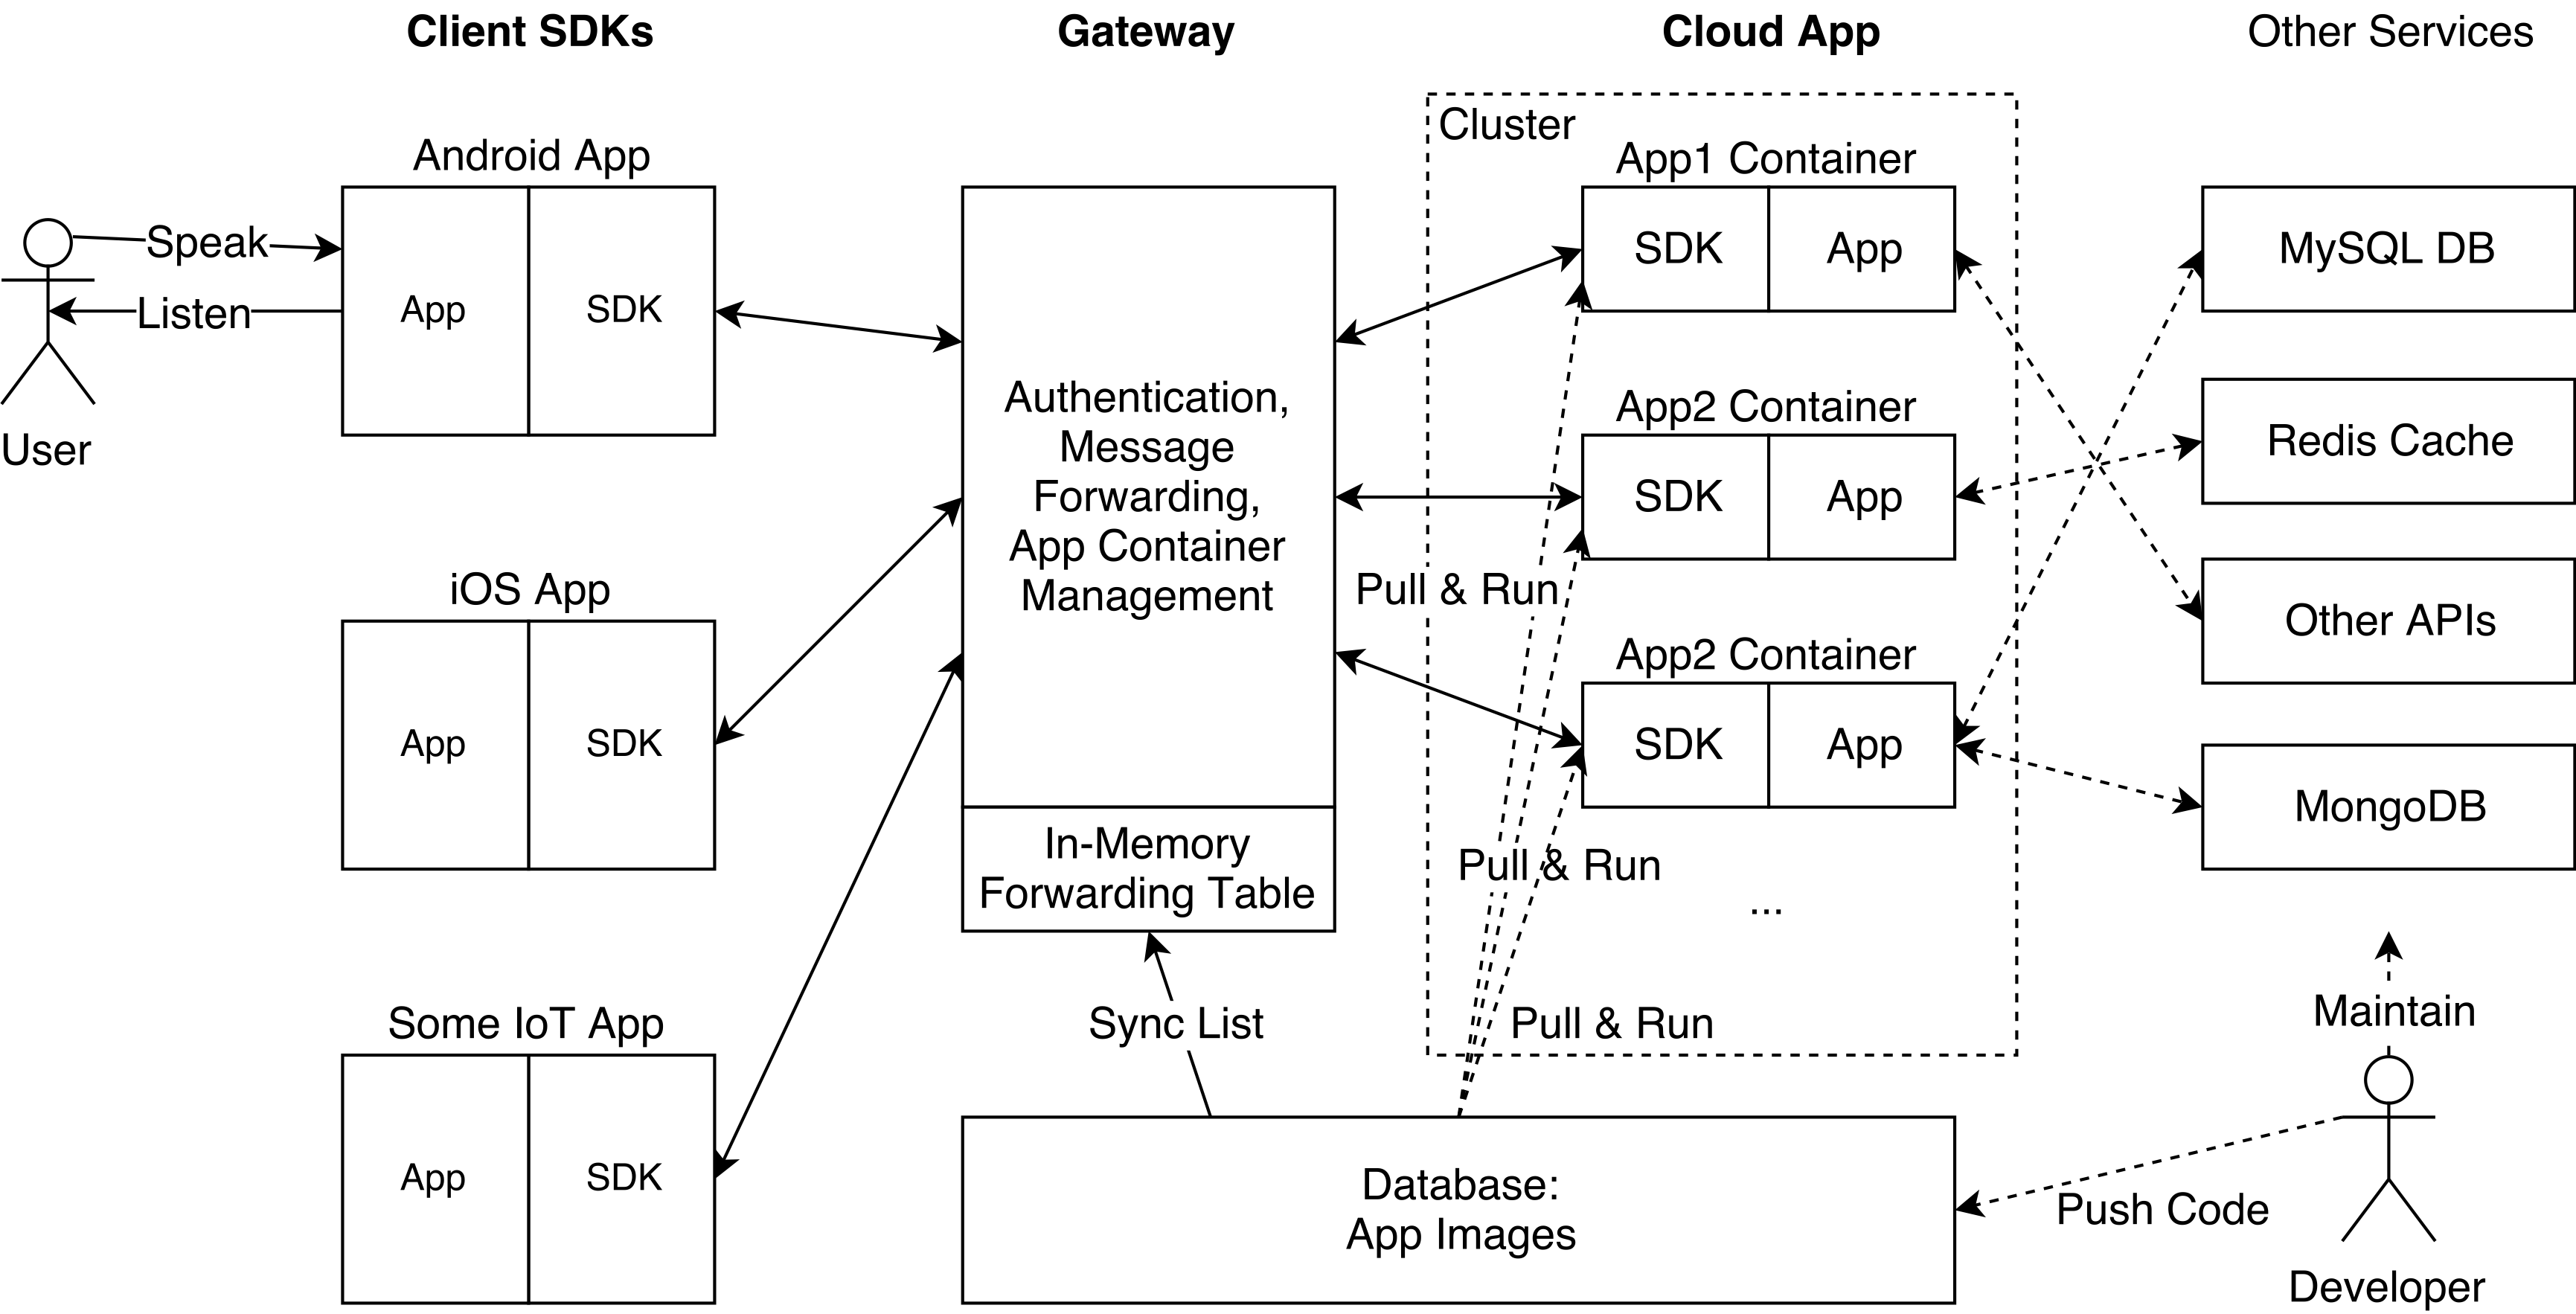 Client SDKs
Gateway
Cloud App
Other Services
Android App
App
SDK
Speak
Listen
User
iOS App
App
SDK
Some IoT App
App
SDK
Authentication,
Message
Forwarding,
App Container
Management
In-Memory
Forwarding Table
Sync List
Cluster
App1 Container
SDK
App
App2 Container
SDK
App
Pull & Run
App2 Container
SDK
App
Pull & Run
...
Pull & Run
Database:
App Images
MySQL DB
Redis Cache
Other APIs
MongoDB
Maintain
Push Code
Developer